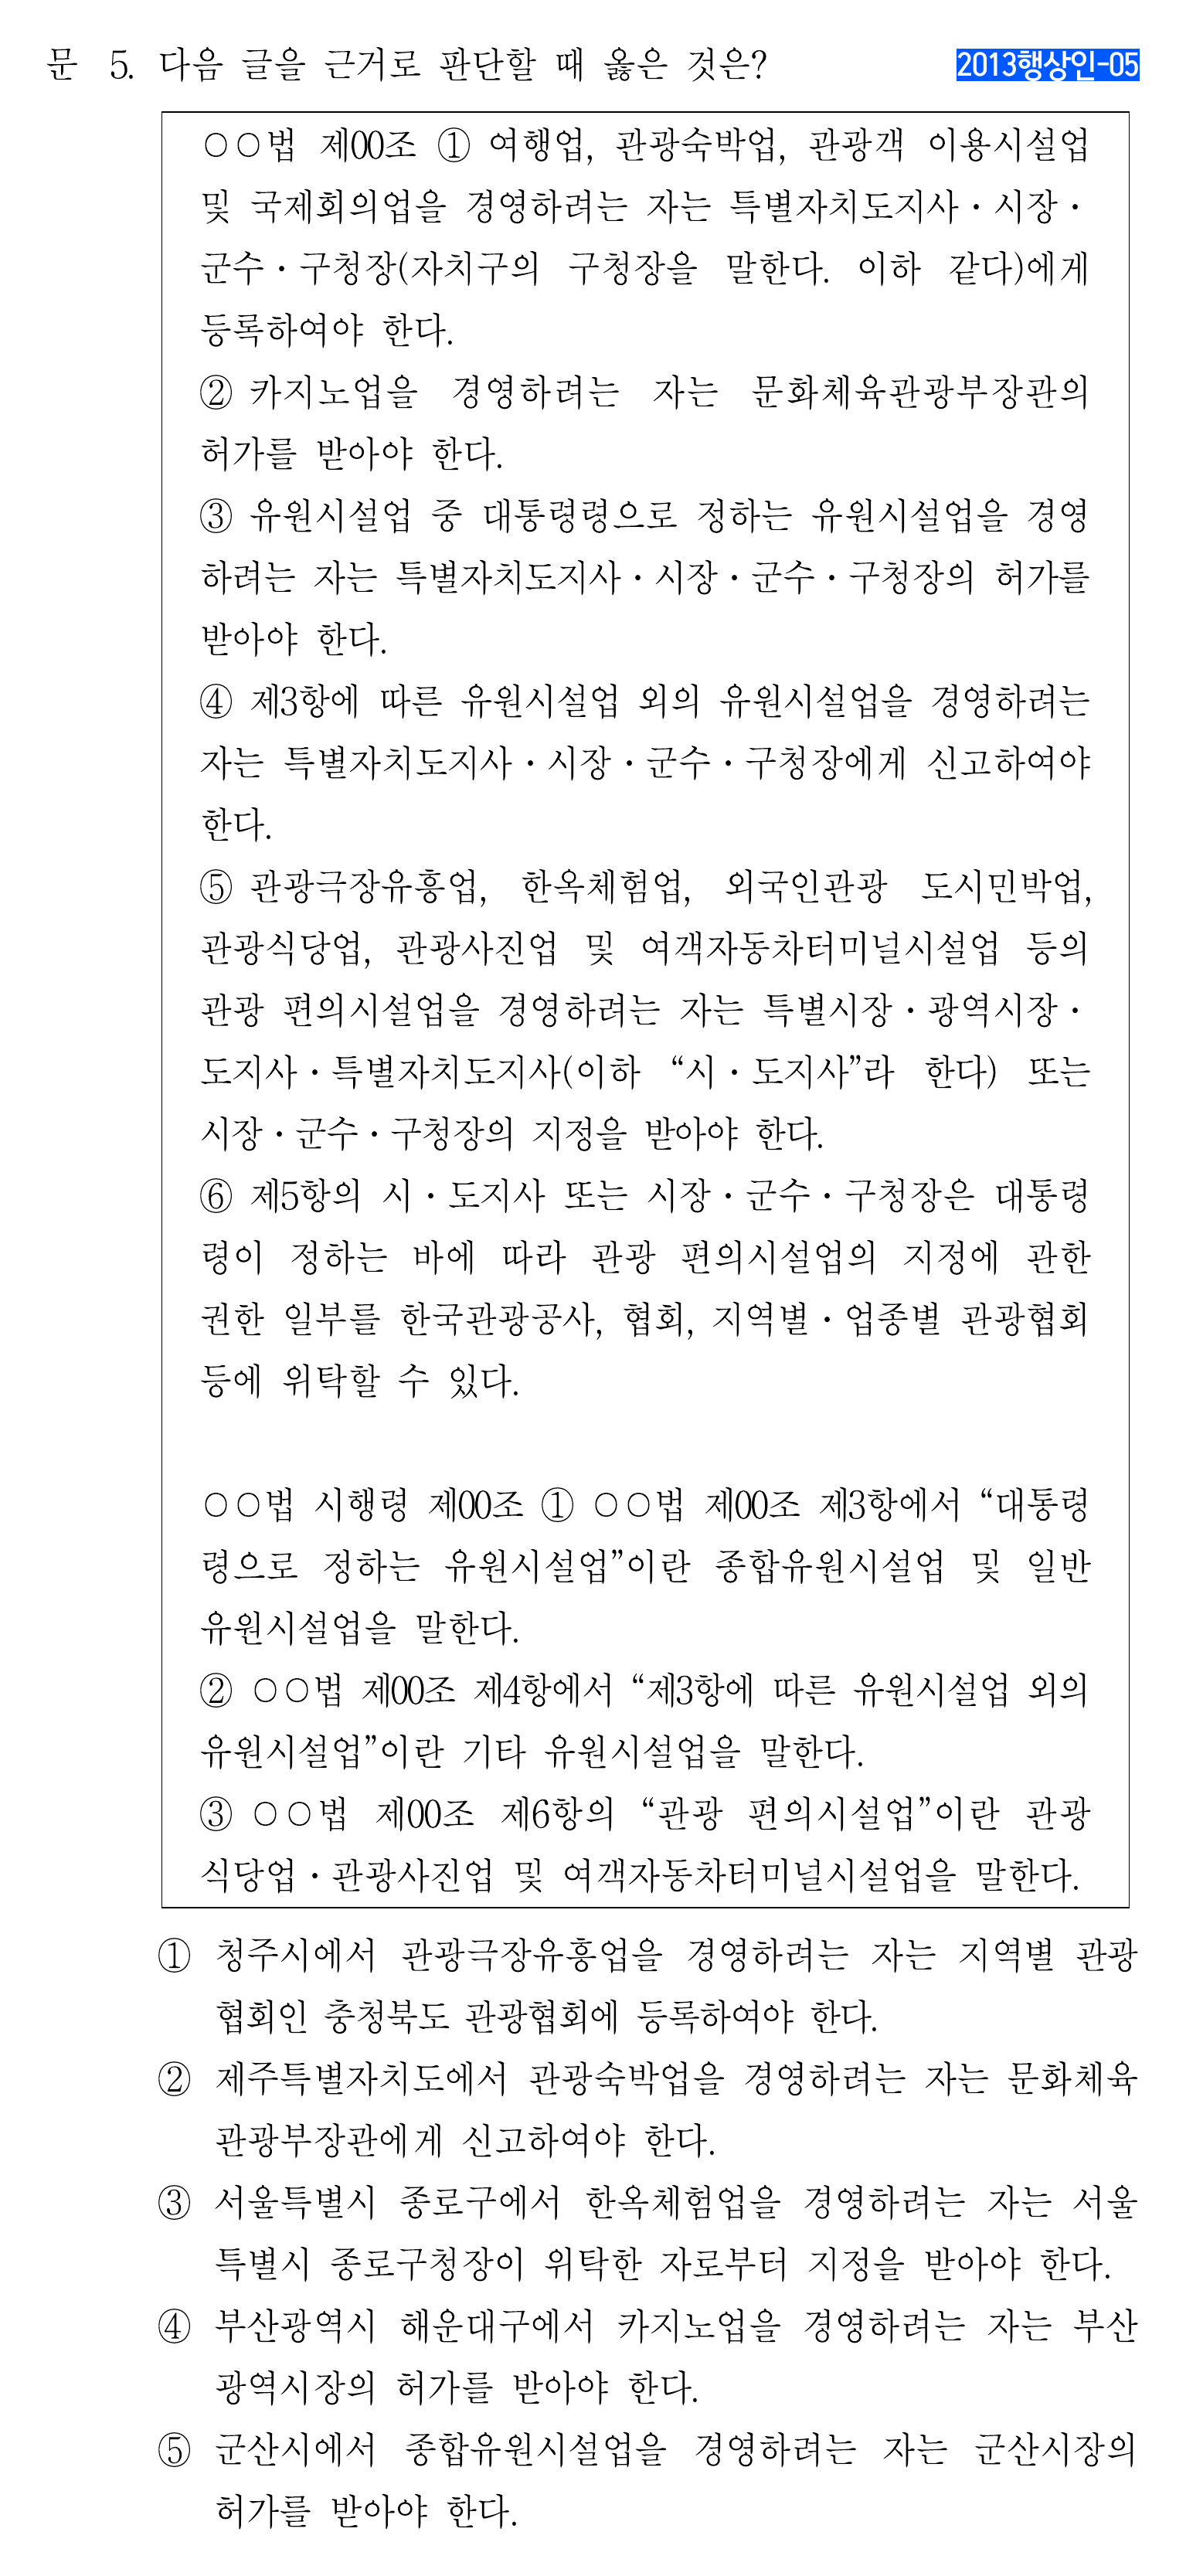 문 5. 다음 글을 근거로 판단할 때 옳은 것은?
2013행상인-05
○○법 제00조 ① 여행업, 관광숙박업, 관광객 이용시설업
및 국제회의업을 경영하려는 자는 특별자치도지사·시장·
군수·구청장(자치구의 구청장을 말한다. 이하 같다)에게
등록하여야 한다.
② 카지노업을 경영하려는 자는 문화체육관광부장관의
허가를 받아야 한다.
③ 유원시설업 중 대통령령으로 정하는 유원시설업을 경영
하려는 자는 특별자치도지사·시장·군수·구청장의 허가를
받아야 한다.
④ 제3항에 따른 유원시설업 외의 유원시설업을 경영하려는
자는 특별자치도지사·시장·군수·구청장에게 신고하여야
한다.
⑤ 관광극장유흥업, 한옥체험업, 외국인관광 도시민박업,
관광식당업, 관광사진업 및 여객자동차터미널시설업 등의
관광 편의시설업을 경영하려는 자는 특별시장·광역시장·
도지사·특별자치도지사(이하 “시·도지사”라 한다) 또는
시장·군수·구청장의 지정을 받아야 한다.
⑥ 제5항의 시·도지사 또는 시장·군수·구청장은 대통령
령이 정하는 바에 따라 관광 편의시설업의 지정에 관한
권한 일부를 한국관광공사, 협회, 지역별·업종별 관광협회
등에 위탁할 수 있다.
○○법 시행령 제00조 ① ○○법 제00조 제3항에서 “대통령
령으로 정하는 유원시설업”이란 종합유원시설업 및 일반
유원시설업을 말한다.
② ○○법 제00조 제4항에서 “제3항에 따른 유원시설업 외의
유원시설업”이란 기타 유원시설업을 말한다.
③ ○○법 제00조 제6항의 “관광 편의시설업”이란 관광
식당업·관광사진업 및 여객자동차터미널시설업을 말한다.
① 청주시에서 관광극장유흥업을 경영하려는 자는 지역별 관광
협회인 충청북도 관광협회에 등록하여야 한다.
② 제주특별자치도에서 관광숙박업을 경영하려는 자는 문화체육
관광부장관에게 신고하여야 한다.
③ 서울특별시 종로구에서 한옥체험업을 경영하려는 자는 서울
특별시 종로구청장이 위탁한 자로부터 지정을 받아야 한다.
④ 부산광역시 해운대구에서 카지노업을 경영하려는 자는 부산
광역시장의 허가를 받아야 한다.
⑤ 군산시에서 종합유원시설업을 경영하려는 자는 군산시장의
허가를 받아야 한다.